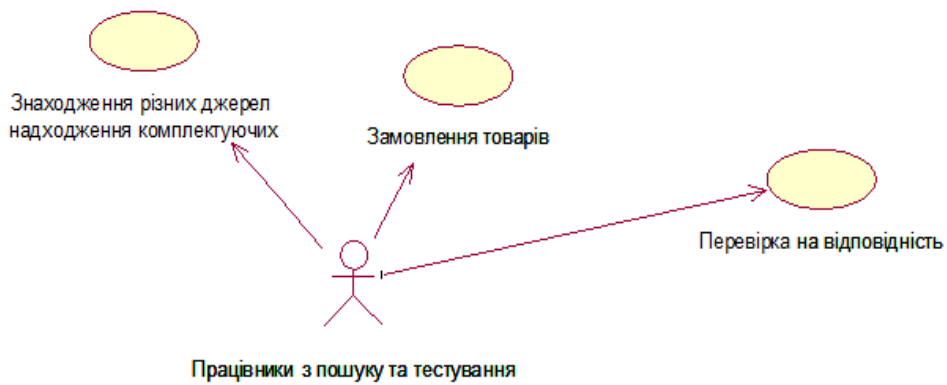 Знаходження різних джерел
надходження комплектуючих
Замовлення товарів
Перевірка на відповідність
Працівники з пошуку та тестування